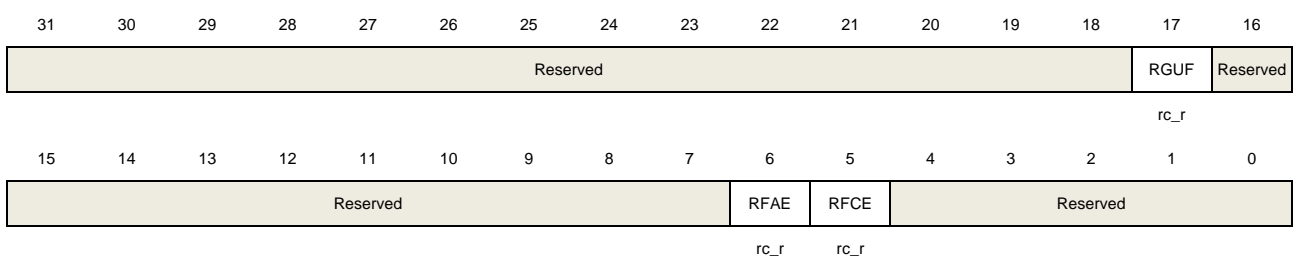 31 30 29 28 27 26 25 24 23 22 21 20 19 18 17 16
Reserved RGUF Reserved
rc_r
15 14 13 12 11 10 9 8 7 6 5 4 3 2 1 0
Reserved RFAE RFCE Reserved
rc_r rc_r